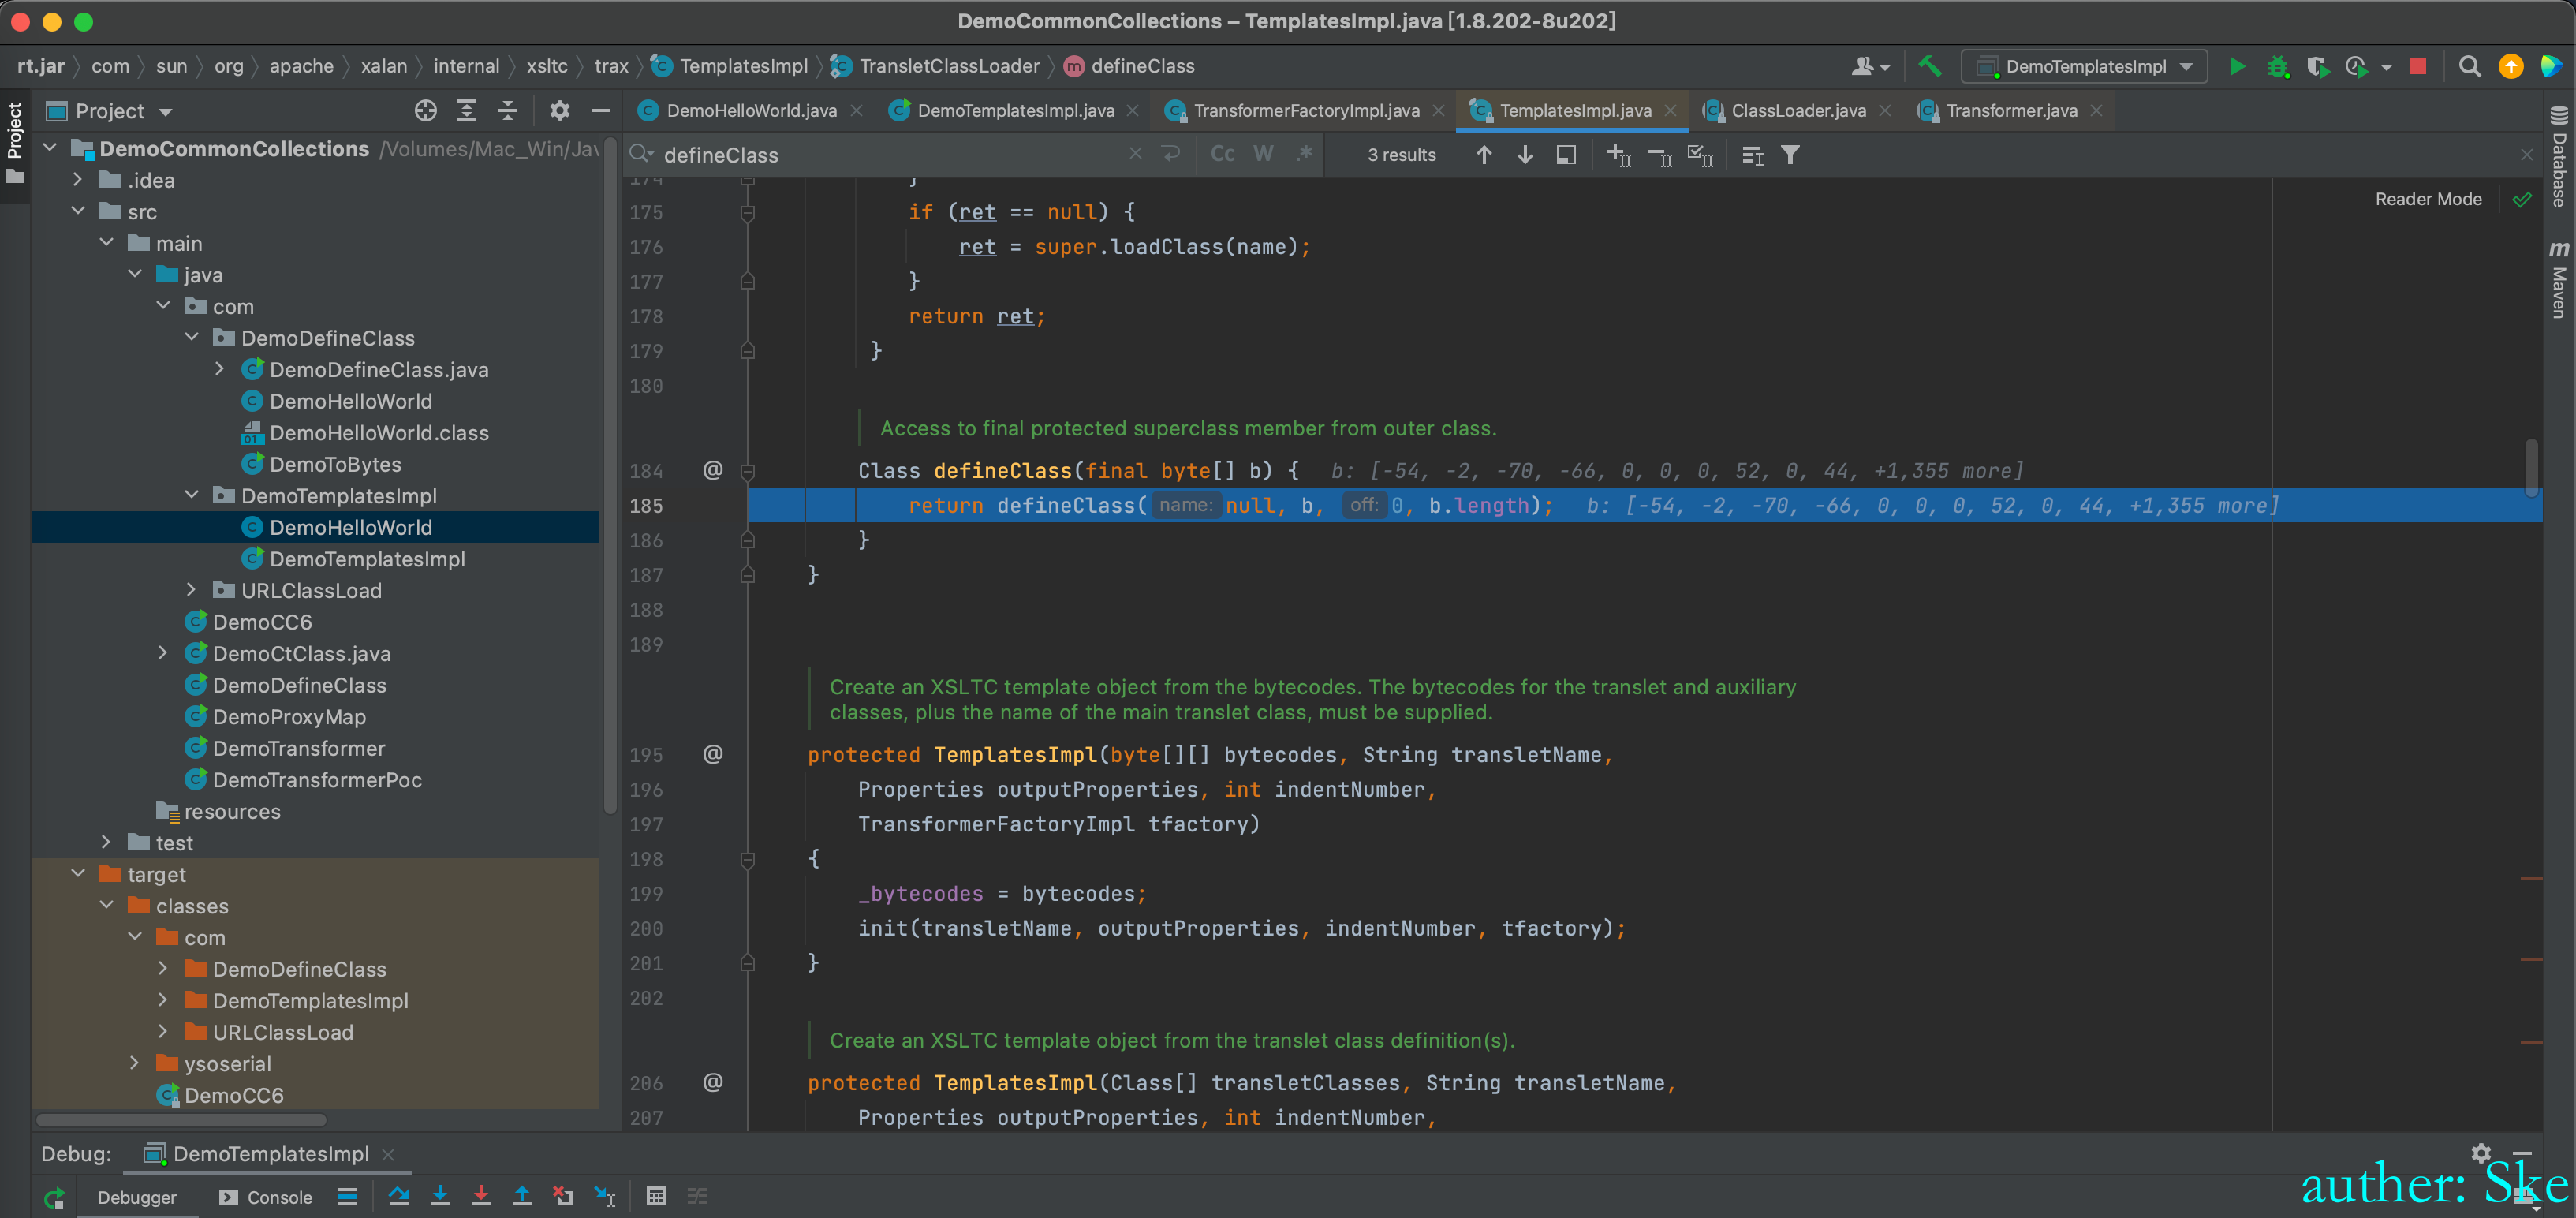 DemoCommonCollections – TemplatesImpl.java [1.8.202-8u202]
rt.jar com sun org apache xalan internal xsltc trax TemplatesImpl TransletClassLoader defineClass
DemoTemplatesImpl
Project
Project
DemoHelloWorld.java DemoTemplatesImpl.java TransformerFactoryImpl.java TemplatesImpl.java ClassLoader.java Transformer.java
defineClass Cc W .* 3 results
Reader Mode
Database
Maven
DemoCommonCollections /Volumes/Mac_Win/Jav
.idea
src
main
java
com
DemoDefineClass
DemoDefineClass.java
DemoHelloWorld
DemoHelloWorld.class
DemoToBytes
DemoTemplatesImpl
DemoHelloWorld
DemoTemplatesImpl
URLClassLoad
DemoCC6
DemoCtClass.java
DemoDefineClass
DemoProxyMap
DemoTransformer
DemoTransformerPoc
resources
test
target
classes
com
DemoDefineClass
DemoTemplatesImpl
URLClassLoad
ysoserial
DemoCC6
174 }
175 if (ret == null) {
176 ret = super.loadClass(name);
177 }
178 return ret;
179 }
180
Access to final protected superclass member from outer class.
184 @ Class defineClass(final byte[] b) { b: [-54, -2, -70, -66, 0, 0, 0, 52, 0, 44, +1,355 more]
185 return defineClass( name: null, b, off: 0, b.length); b: [-54, -2, -70, -66, 0, 0, 0, 52, 0, 44, +1,355 more]
186 }
187 }
188
189
Create an XSLTC template object from the bytecodes. The bytecodes for the translet and auxiliary
classes, plus the name of the main translet class, must be supplied.
195 @ protected TemplatesImpl(byte[][] bytecodes, String transletName,
196 Properties outputProperties, int indentNumber,
197 TransformerFactoryImpl tfactory)
198 {
199 _bytecodes = bytecodes;
200 init(transletName, outputProperties, indentNumber, tfactory);
201 }
202
Create an XSLTC template object from the translet class definition(s).
206 @ protected TemplatesImpl(Class[] transletClasses, String transletName,
207 Properties outputProperties, int indentNumber,
Debug: DemoTemplatesImpl
Debugger Console
auther: Ske